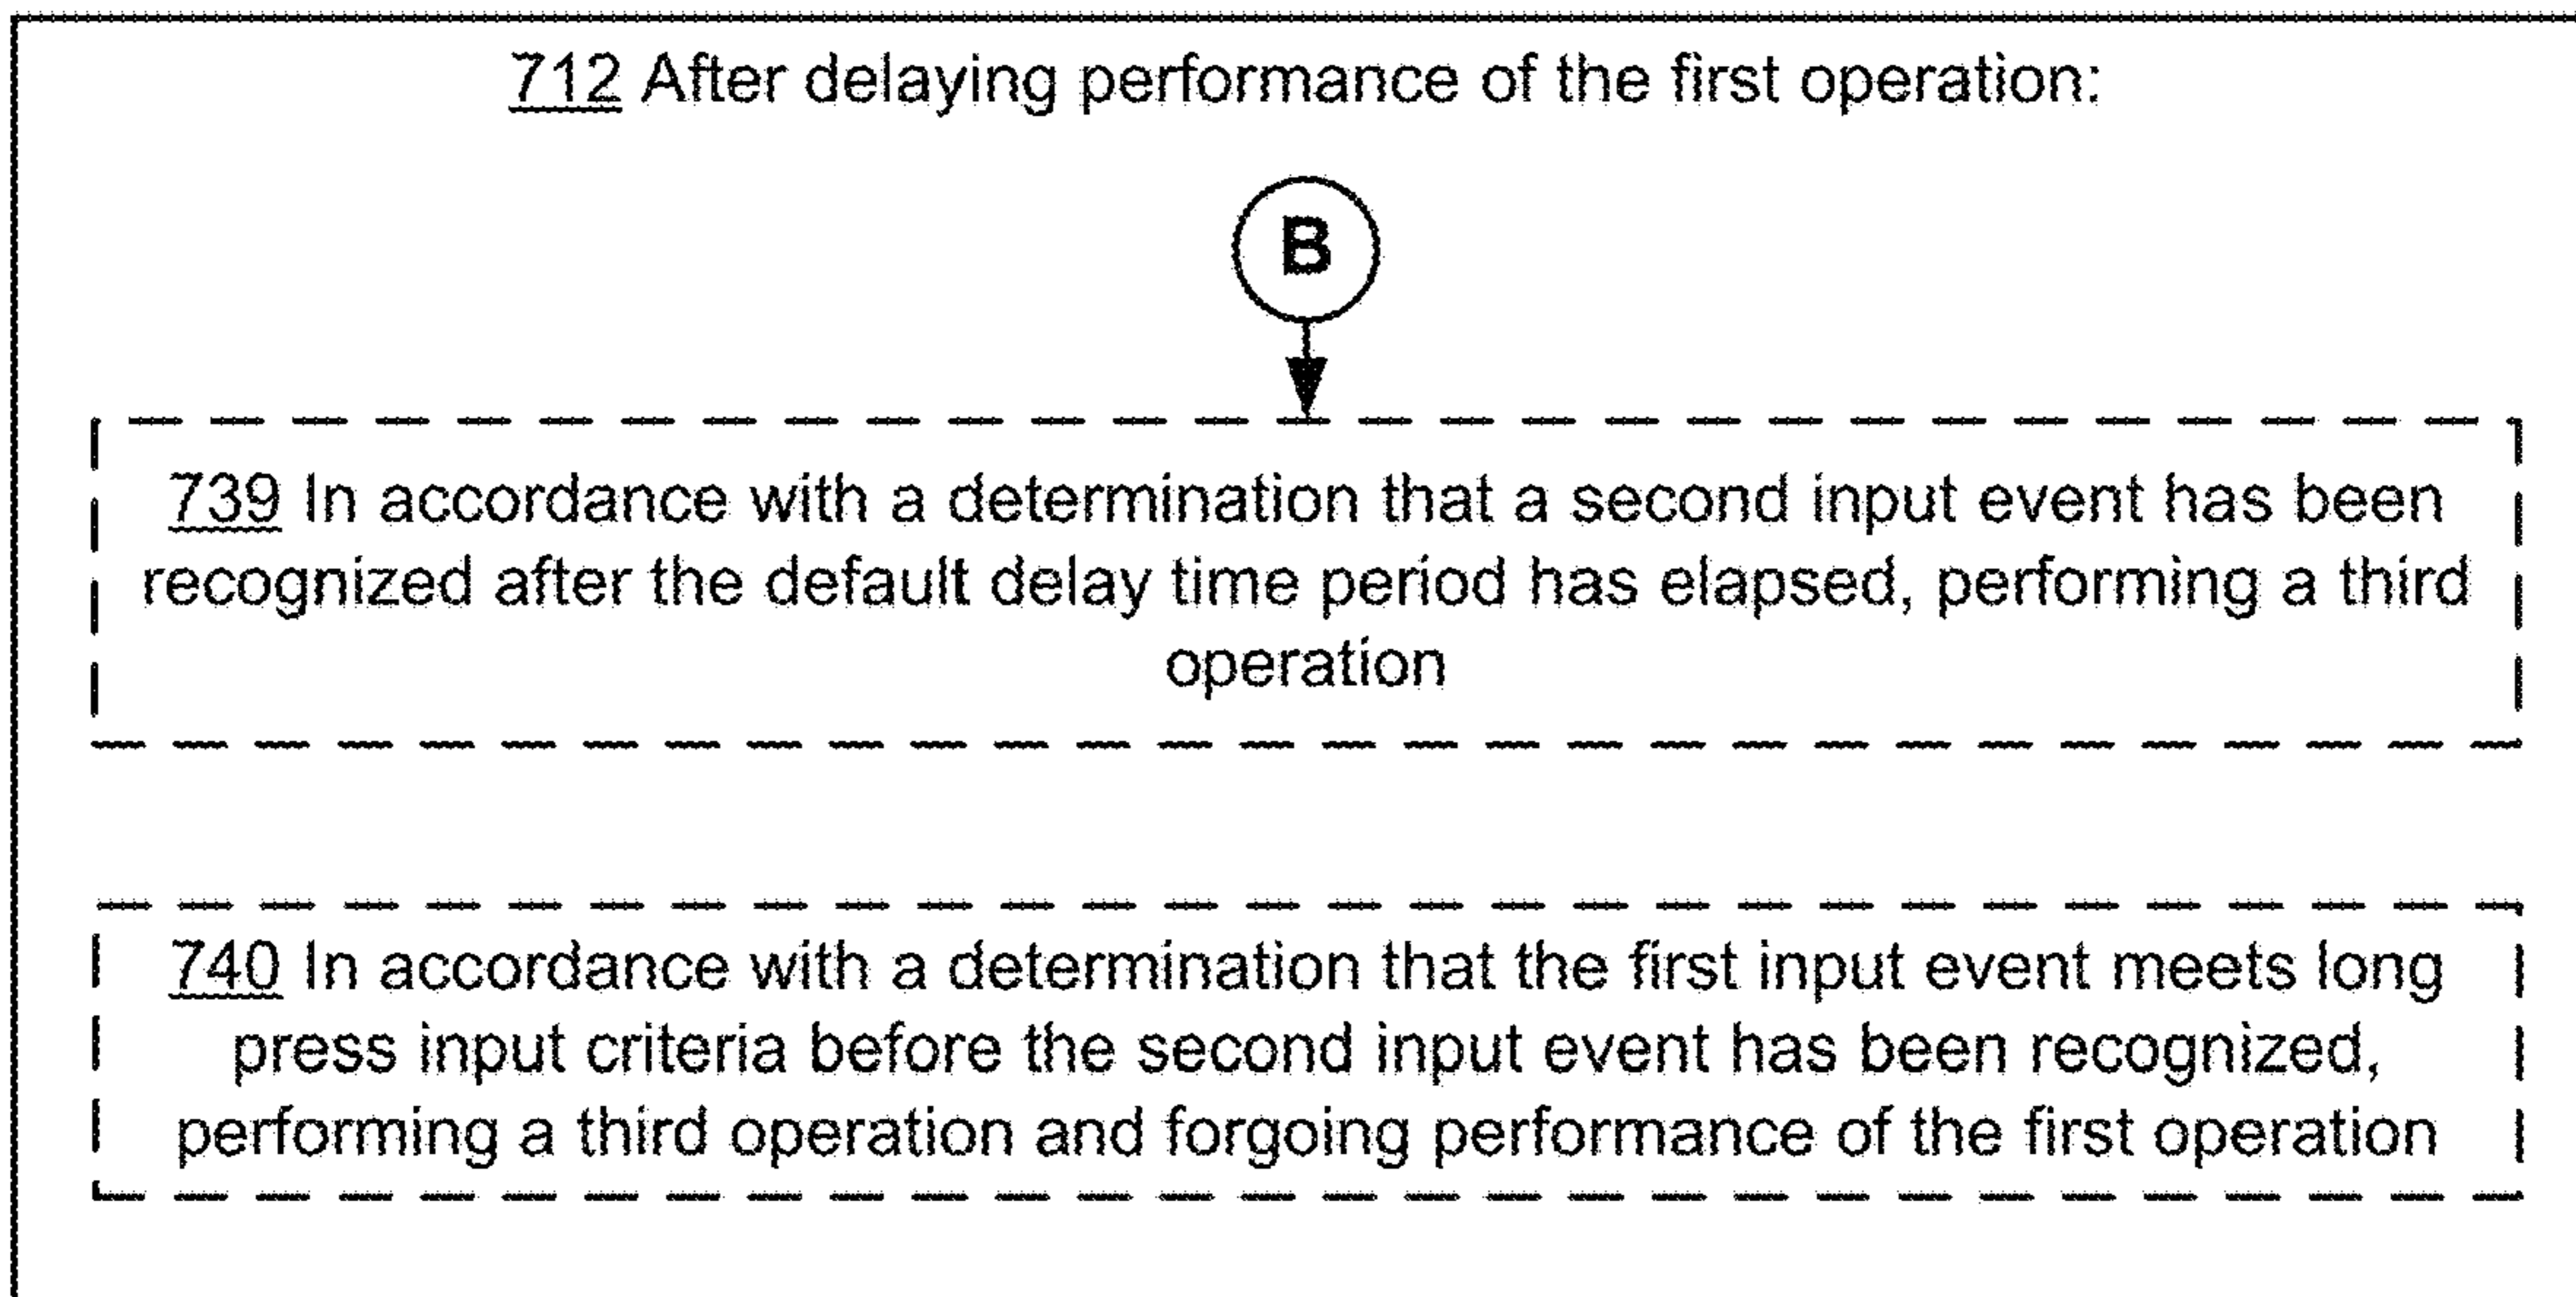 712 After delaying performance of the first operation:
B
739 In accordance with a determination that a second input event has been
recognized after the default delay time period has elapsed, performing a third
operation
740 In accordance with a determination that the first input event meets long
press input criteria before the second input event has been recognized,
performing a third operation and forgoing performance of the first operation